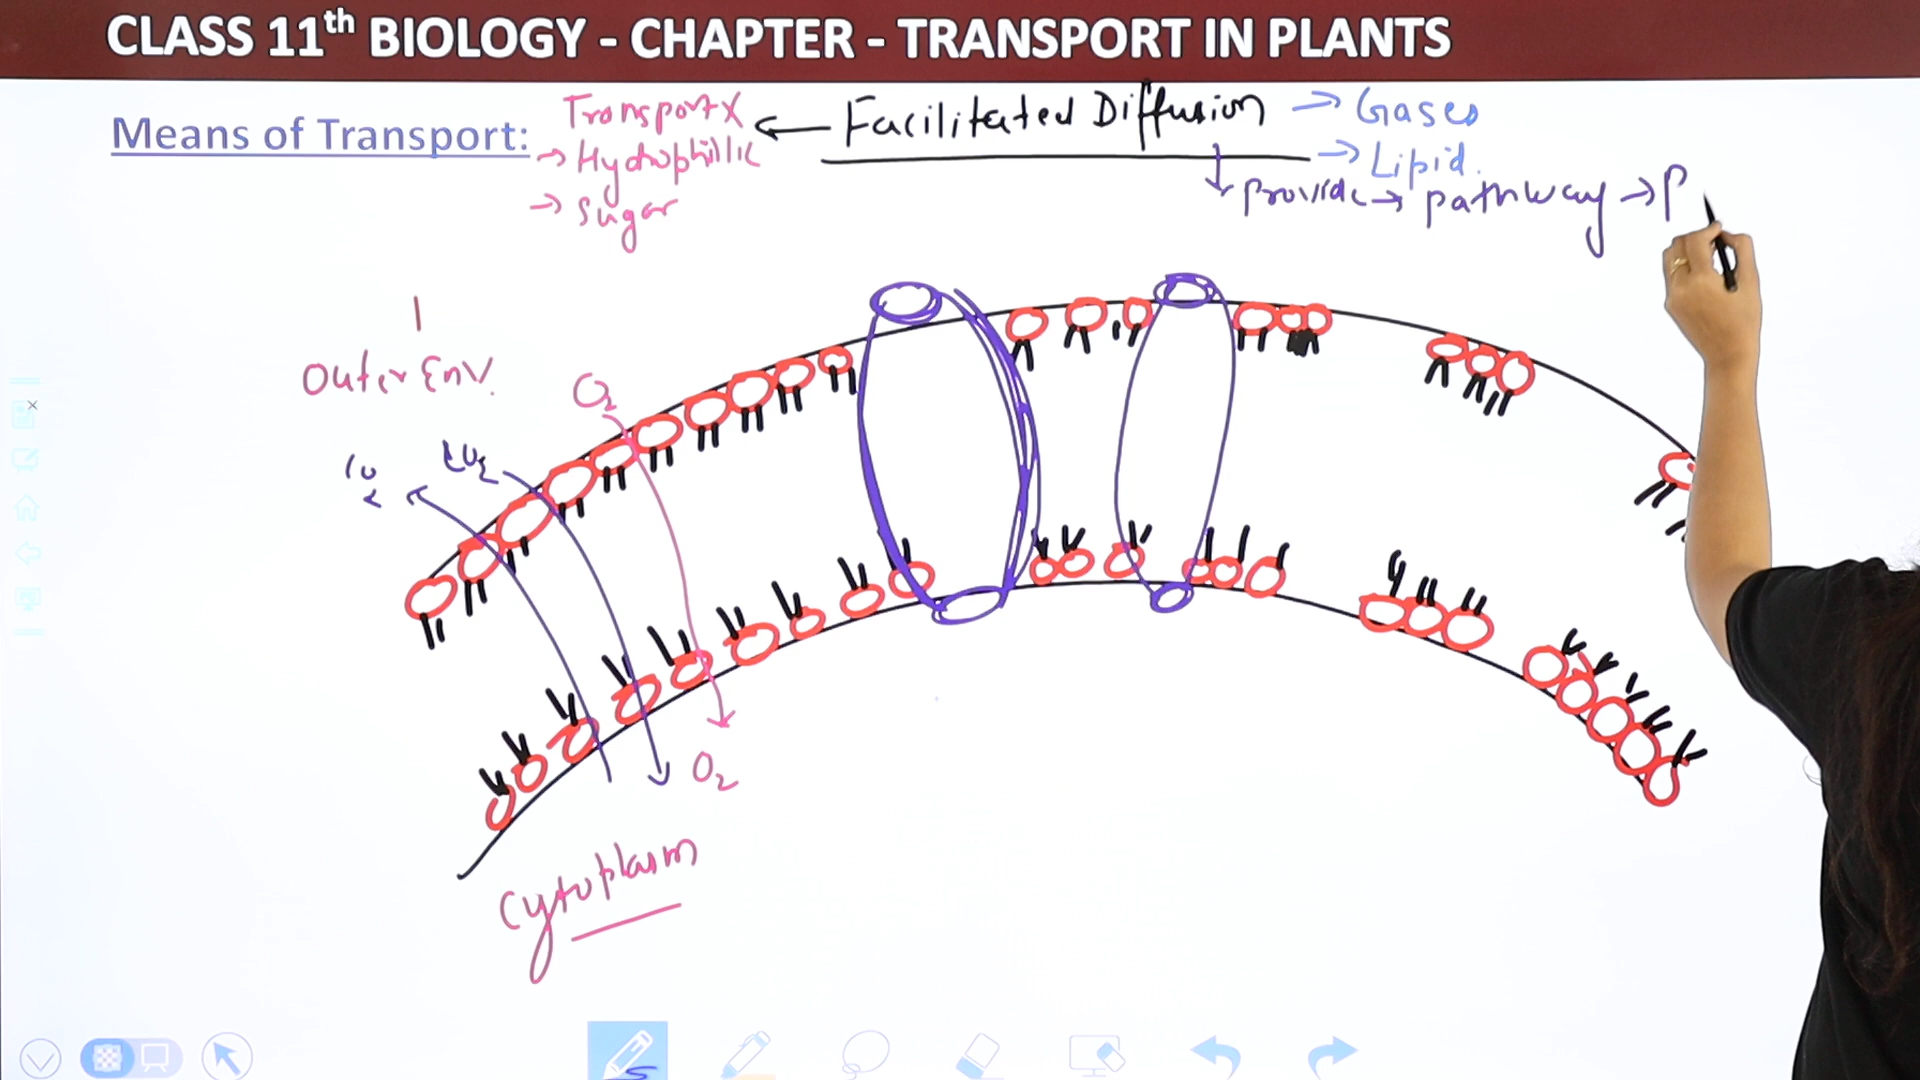 CLASS 11th BIOLOGY - CHAPTER - TRANSPORT IN PLANTS
Means of Transport:
Transport X ← Facilitated Diffusion → Gases
→ Hydrophillic
→ Lipid.
→ Sugar
↓ Provide → pathway → P
Outer Env.
O2
CO2
CO2
O2
Cytoplasm